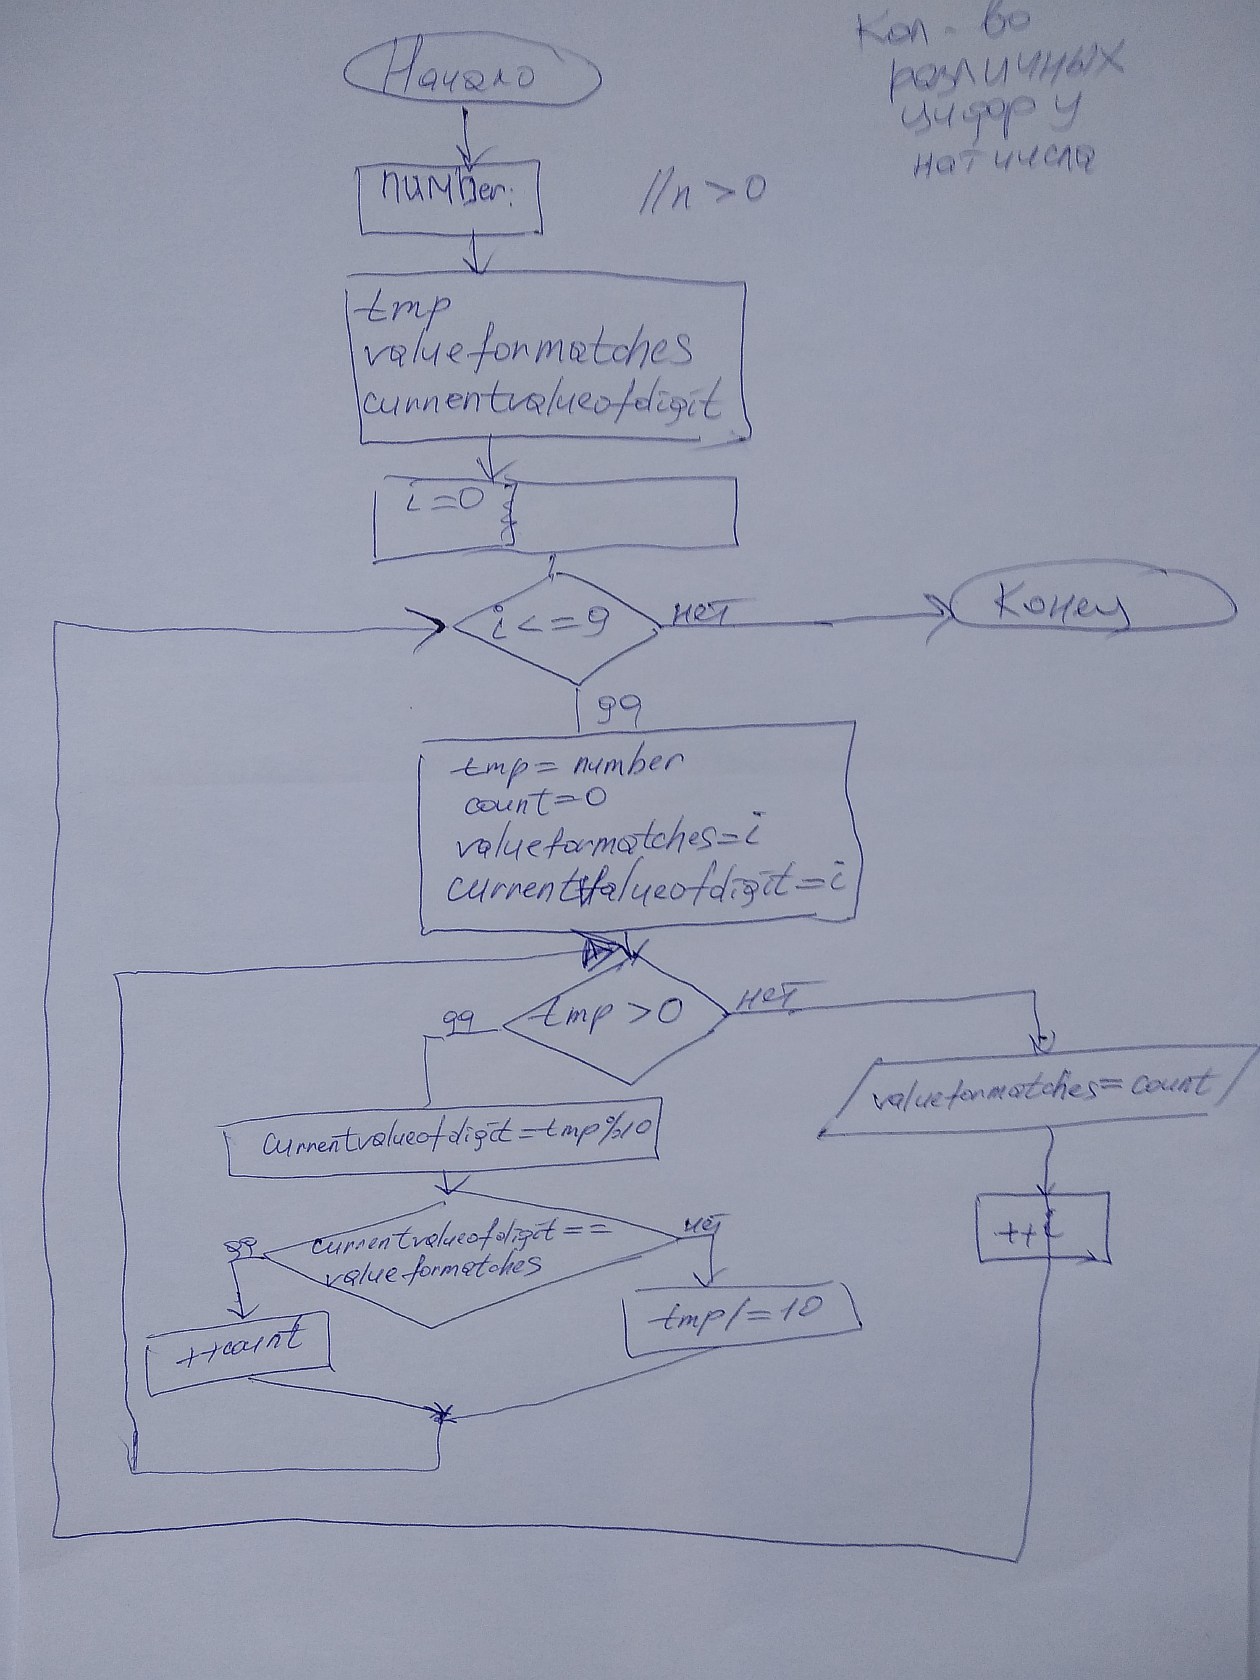 Кол-во
различных
цифр у
нат числа
Начало
number:
//n>0
tmp
valueformatches
currentvalueofdigit
i=0
i<=9
нет
Конец
да
tmp= number
count=0
valueformatches=i
currentvalueofdigit=i
tmp>0
да
нет
valueformatches= count
currentvalueofdigit=tmp%10
++i
currentvalueofdigit==
valueformatches
да
нет
++count
tmp/=10